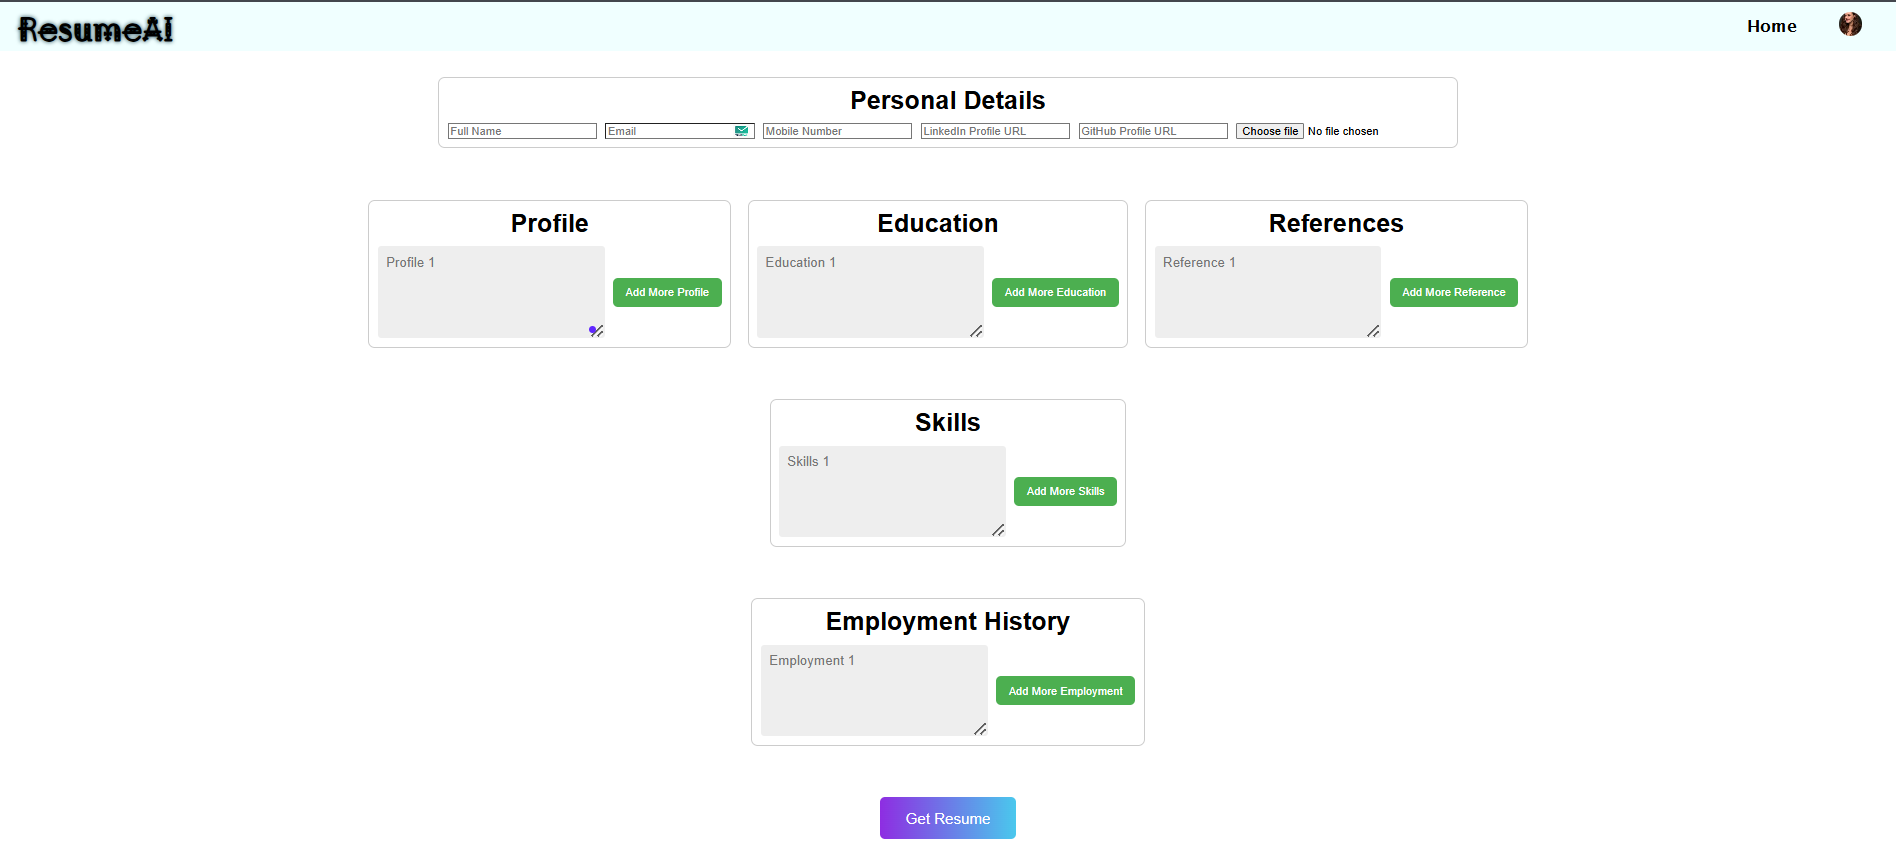 ResumeAI
Home
Personal Details
Full Name
Email
Mobile Number
LinkedIn Profile URL
GitHub Profile URL
Choose file No file chosen
Profile
Profile 1
Add More Profile
Education
Education 1
Add More Education
References
Reference 1
Add More Reference
Skills
Skills 1
Add More Skills
Employment History
Employment 1
Add More Employment
Get Resume